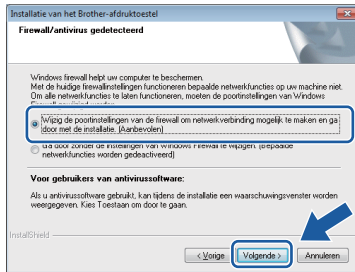 Installatie van het Brother-afdruktoestel
Firewall/antivirus gedetecteerd
Windows firewall helpt uw computer te beschermen.
Met de huidige firewallinstellingen functioneren bepaalde netwerkfuncties op uw machine niet.
Om alle netwerkfuncties te laten functioneren, moeten de poortinstellingen van Windows
Firewall gewijzigd worden.
Wijzig de poortinstellingen van de firewall om netwerkverbinding mogelijk te maken en ga
door met de installatie. (Aanbevolen)
Ga door zonder de instellingen van Windows Firewall te wijzigen. (Bepaalde
netwerkfuncties worden gedeactiveerd)
Voor gebruikers van antivirussoftware:
Als u antivirussoftware gebruikt, kan tijdens de installatie een waarschuwingsvenster worden
weergegeven. Kies Toestaan om door te gaan.
InstallShield
< Vorige
Volgende >
Annuleren